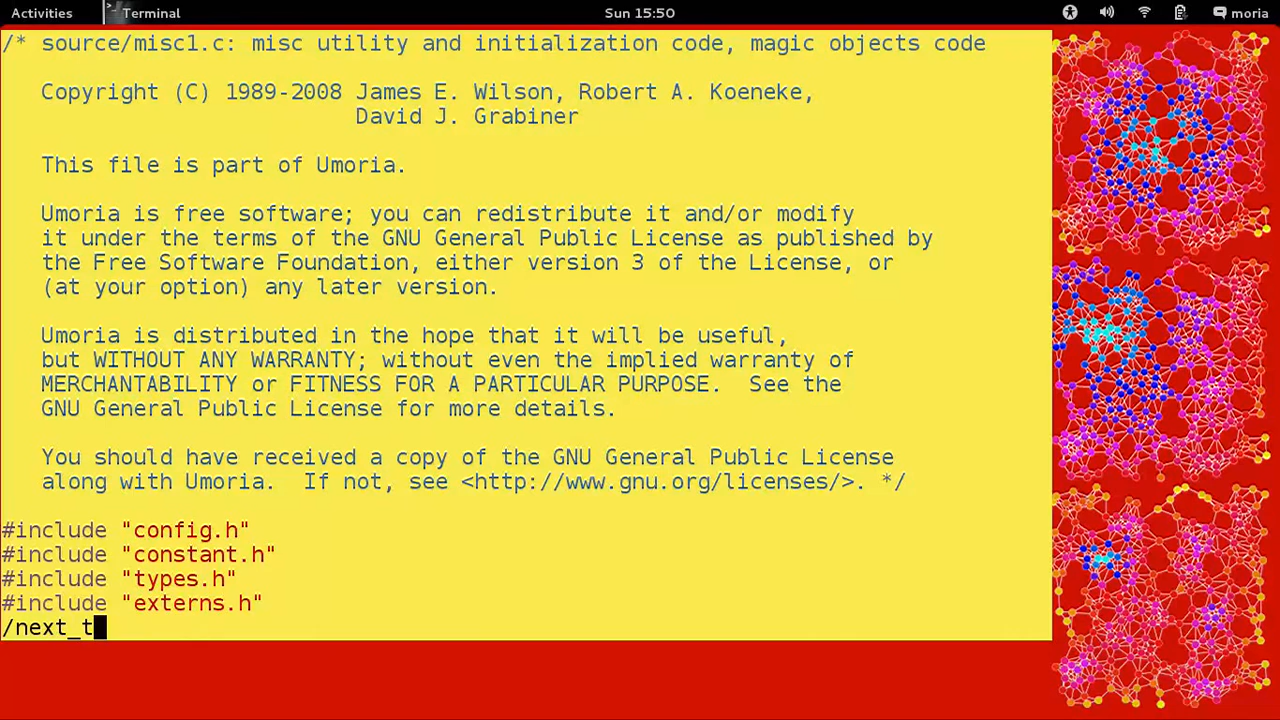 Activities Terminal Sun 15:50 moria
/* source/misc1.c: misc utility and initialization code, magic objects code
Copyright (C) 1989-2008 James E. Wilson, Robert A. Koeneke,
David J. Grabiner
This file is part of Umoria.
Umoria is free software; you can redistribute it and/or modify
it under the terms of the GNU General Public License as published by
the Free Software Foundation, either version 3 of the License, or
(at your option) any later version.
Umoria is distributed in the hope that it will be useful,
but WITHOUT ANY WARRANTY; without even the implied warranty of
MERCHANTABILITY or FITNESS FOR A PARTICULAR PURPOSE.  See the
GNU General Public License for more details.
You should have received a copy of the GNU General Public License
along with Umoria.  If not, see <http://www.gnu.org/licenses/>. */
#include "config.h"
#include "constant.h"
#include "types.h"
#include "externs.h"
/next_t